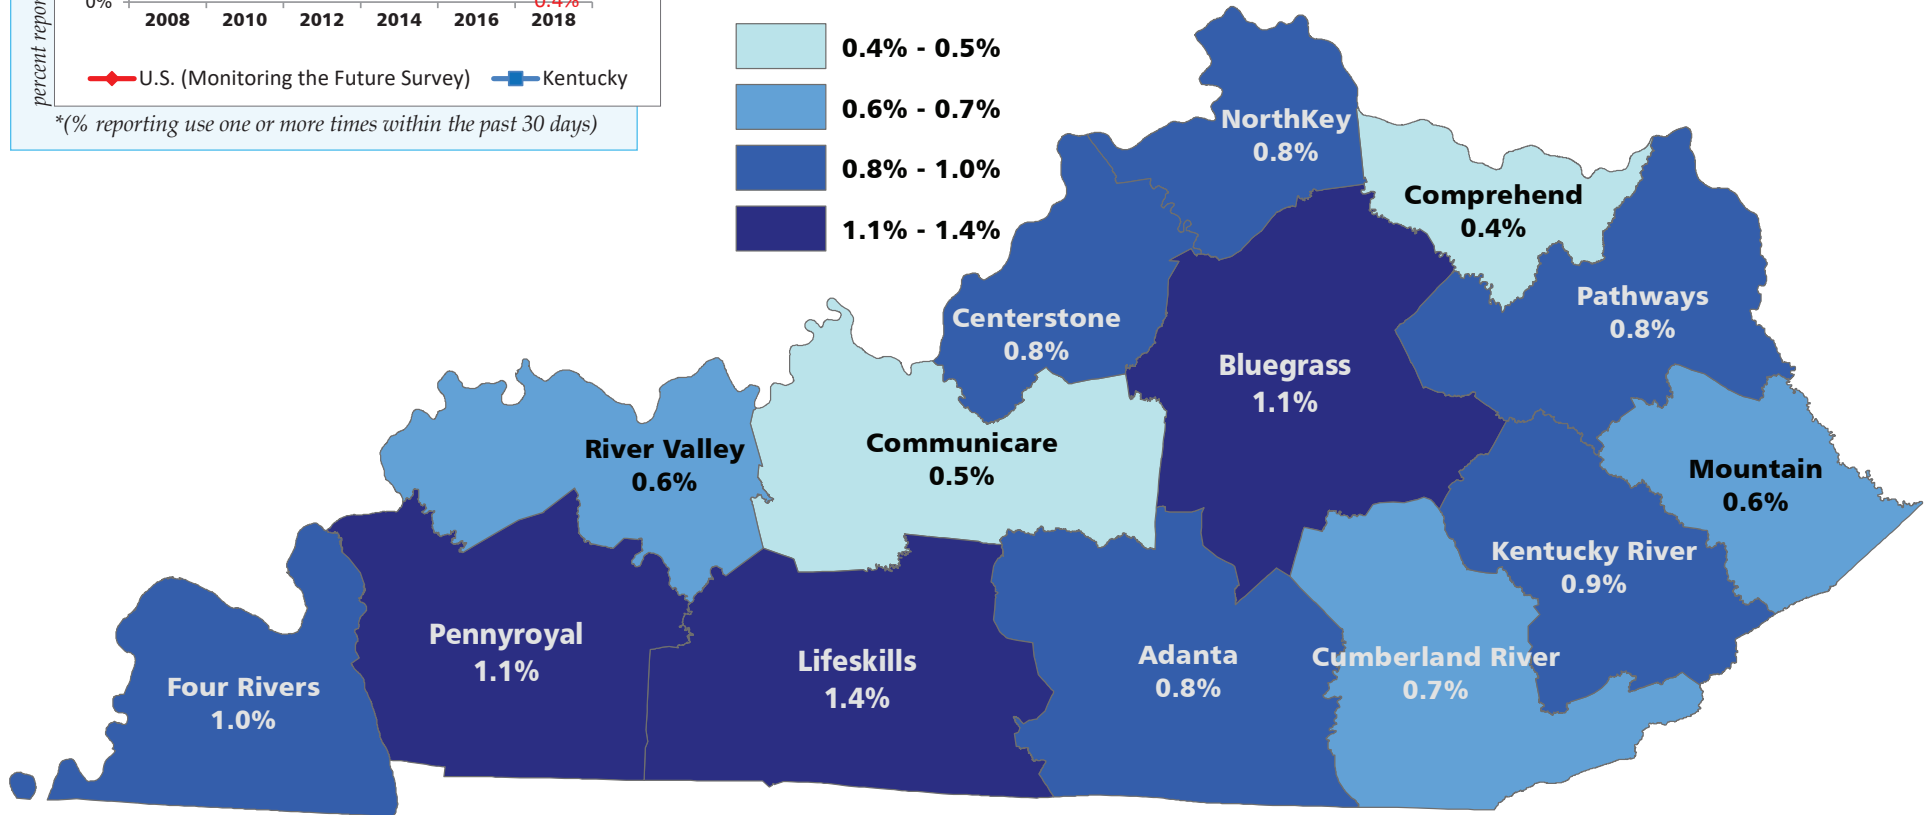 0%
0.4%
2008 2010 2012 2014 2016 2018
U.S. (Monitoring the Future Survey) Kentucky
*(% reporting use one or more times within the past 30 days)
percent
0.4% - 0.5%
0.6% - 0.7%
0.8% - 1.0%
1.1% - 1.4%
NorthKey
0.8%
Comprehend
0.4%
Pathways
0.8%
Centerstone
0.8%
Bluegrass
1.1%
River Valley
0.6%
Communicare
0.5%
Mountain
0.6%
Kentucky River
0.9%
Pennyroyal
1.1%
Lifeskills
1.4%
Adanta
0.8%
Cumberland River
0.7%
Four Rivers
1.0%